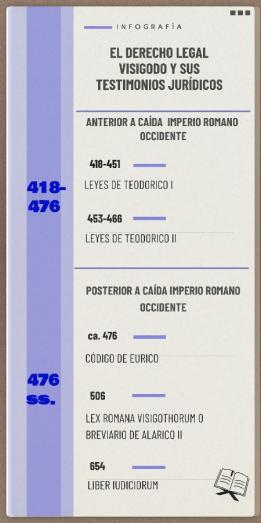 INFOGRAFÍA
EL DERECHO LEGAL
VISIGODO Y SUS
TESTIMONIOS JURÍDICOS
418-
476
ANTERIOR A CAÍDA IMPERIO ROMANO
OCCIDENTE
418-451
LEYES DE TEODORICO I
453-466
LEYES DE TEODORICO II
476
ss.
POSTERIOR A CAÍDA IMPERIO ROMANO
OCCIDENTE
ca. 476
CÓDIGO DE EURICO
506
LEX ROMANA VISIGOTHORUM O
BREVIARIO DE ALARICO II
654
LIBER IUDICIORUM